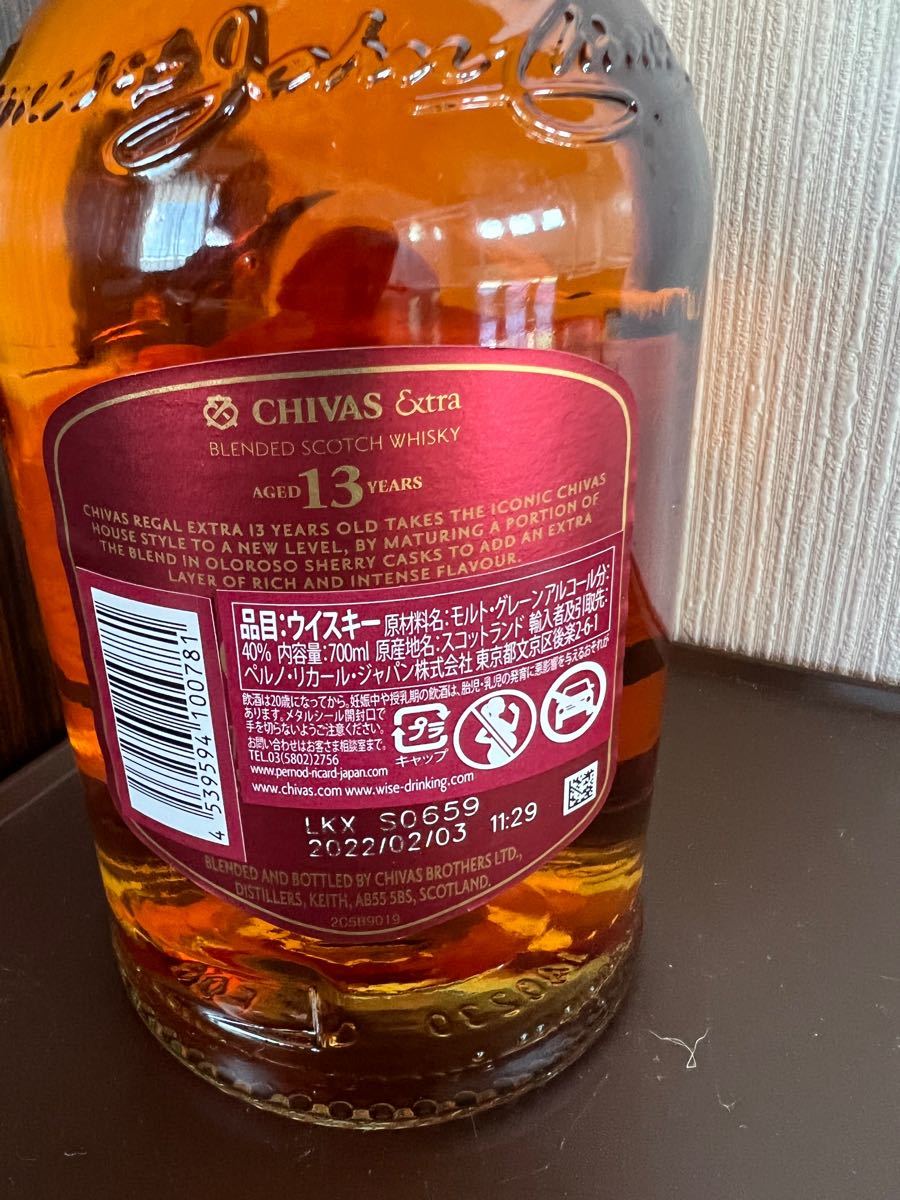 John
CHIVAS Extra
BLENDED SCOTCH WHISKY
AGED 13 YEARS
CHIVAS REGAL EXTRA 13 YEARS OLD TAKES THE ICONIC CHIVAS
HOUSE STYLE TO A NEW LEVEL, BY MATURING A PORTION OF
THE BLEND IN OLOROSO SHERRY CASKS TO ADD AN EXTRA
LAYER OF RICH AND INTENSE FLAVOUR.
品目:ウイスキー 原材料名:モルト・グレーン アルコール分:
40% 内容量:700ml 原産地名:スコットランド 輸入者及引取先:
ペルノ・リカール・ジャパン株式会社 東京都文京区後楽2-6-1
飲酒は20歳になってから。妊娠中や授乳期の飲酒は、胎児・乳児の発育に悪影響を与えるおそれが
あります。メタルシール開封口で
手を切らないようご注意ください。
お問い合わせはお客さま相談室まで。
TEL.03(5802)2756
www.pernod-ricard-japan.com
www.chivas.com www.wise-drinking.com
プラ
キャップ
4 539594 100781
LKX S0659
2022/02/03 11:29
BLENDED AND BOTTLED BY CHIVAS BROTHERS LTD.,
DISTILLERS, KEITH, AB55 5BS, SCOTLAND.
2C5B9019